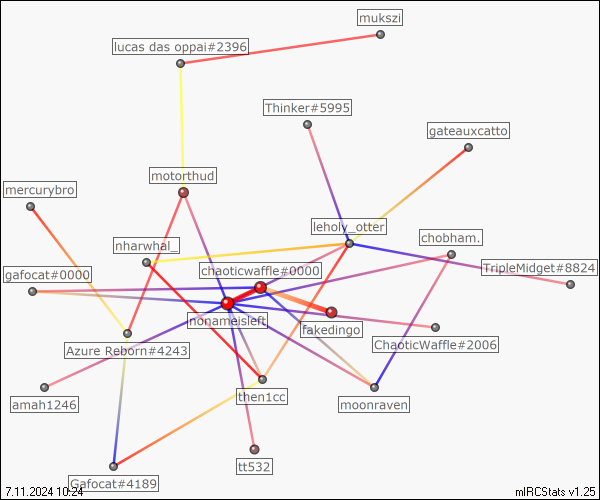 mukszi
lucas das oppai#2396
Thinker#5995
gateauxcatto
motorthud
mercurybro
leholy_otter
chobham.
nharwhal_
TripleMidget#8824
gafocat#0000
chaoticwaffle#0000
nonameisleft
fakedingo
ChaoticWaffle#2006
Azure Reborn#4243
then1cc
amah1246
moonraven
tt532
Gafocat#4189
7.11.2024 10:24
mIRCStats v1.25